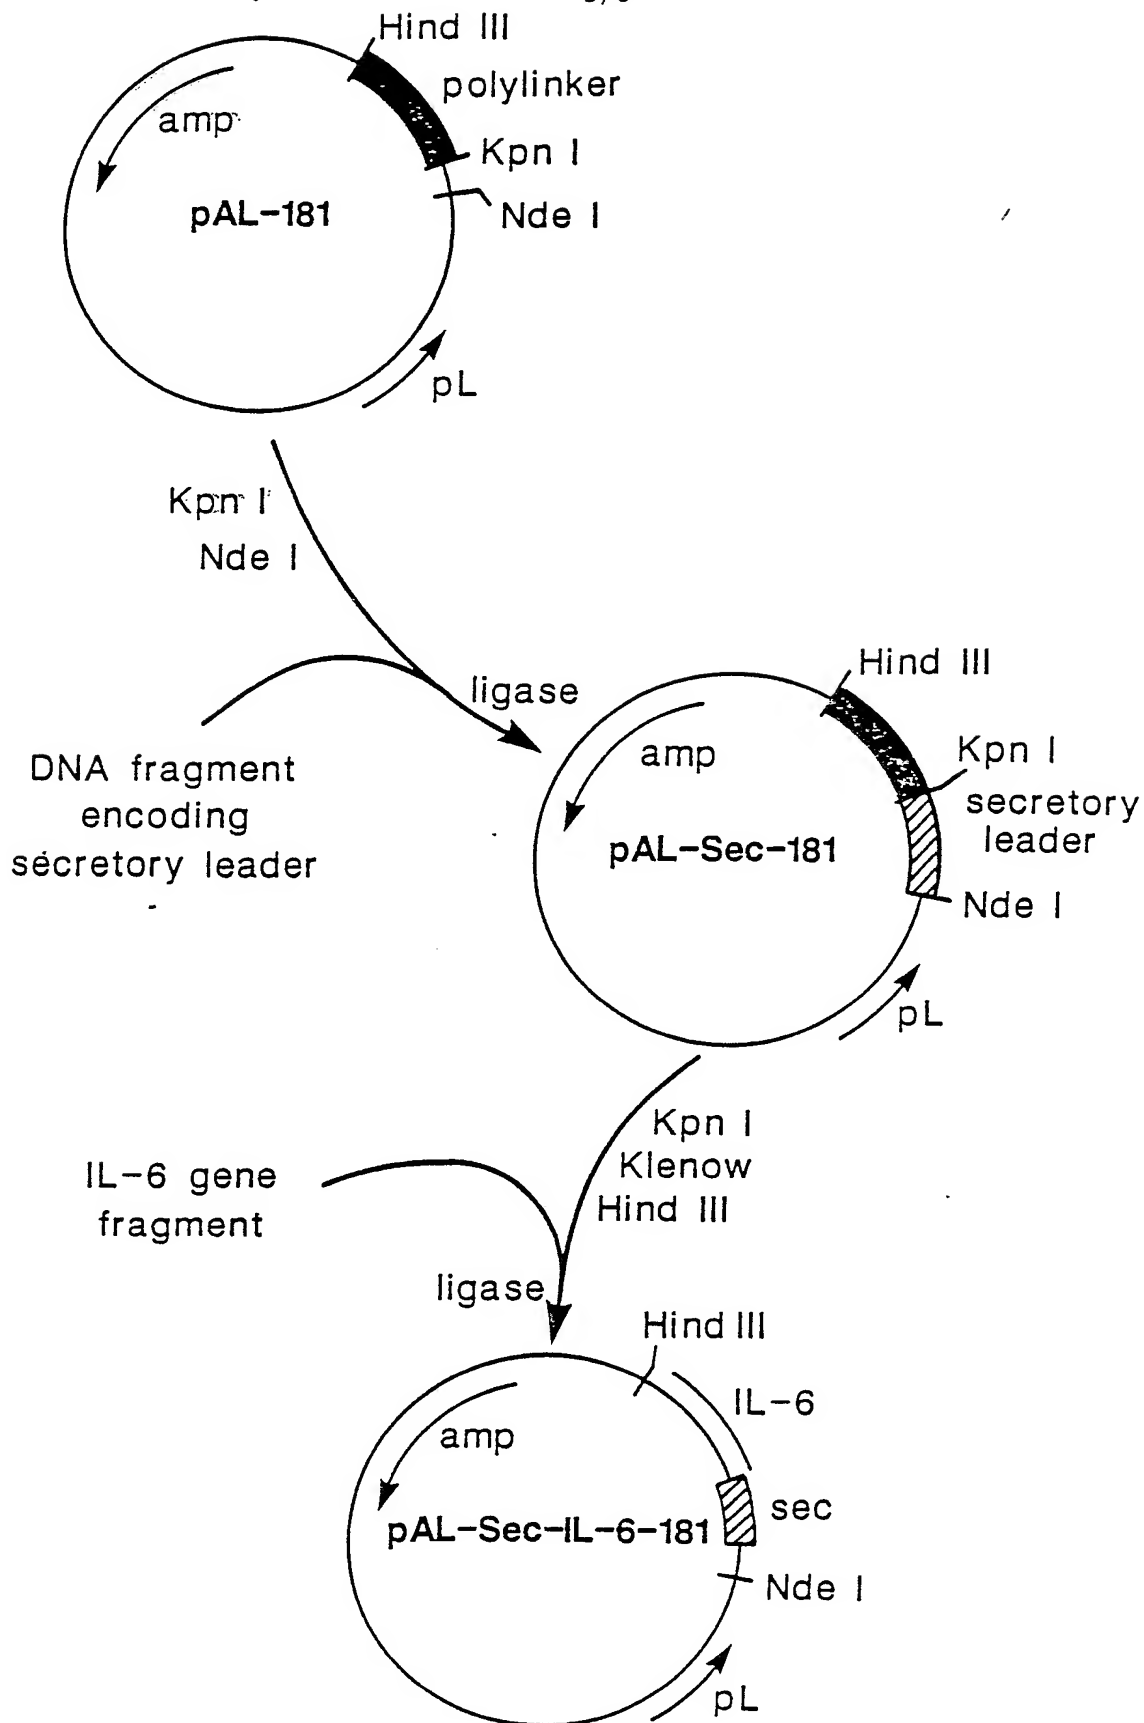 Hind III
polylinker
amp
Kpn I
pAL-181
Nde I
pL
Kpn I
Nde I
ligase
DNA fragment
encoding
secretory leader
Hind III
amp
Kpn I
secretory
leader
pAL-Sec-181
Nde I
pL
Kpn I
Klenow
Hind III
IL-6 gene
fragment
ligase
Hind III
IL-6
amp
sec
pAL-Sec-IL-6-181
Nde I
pL